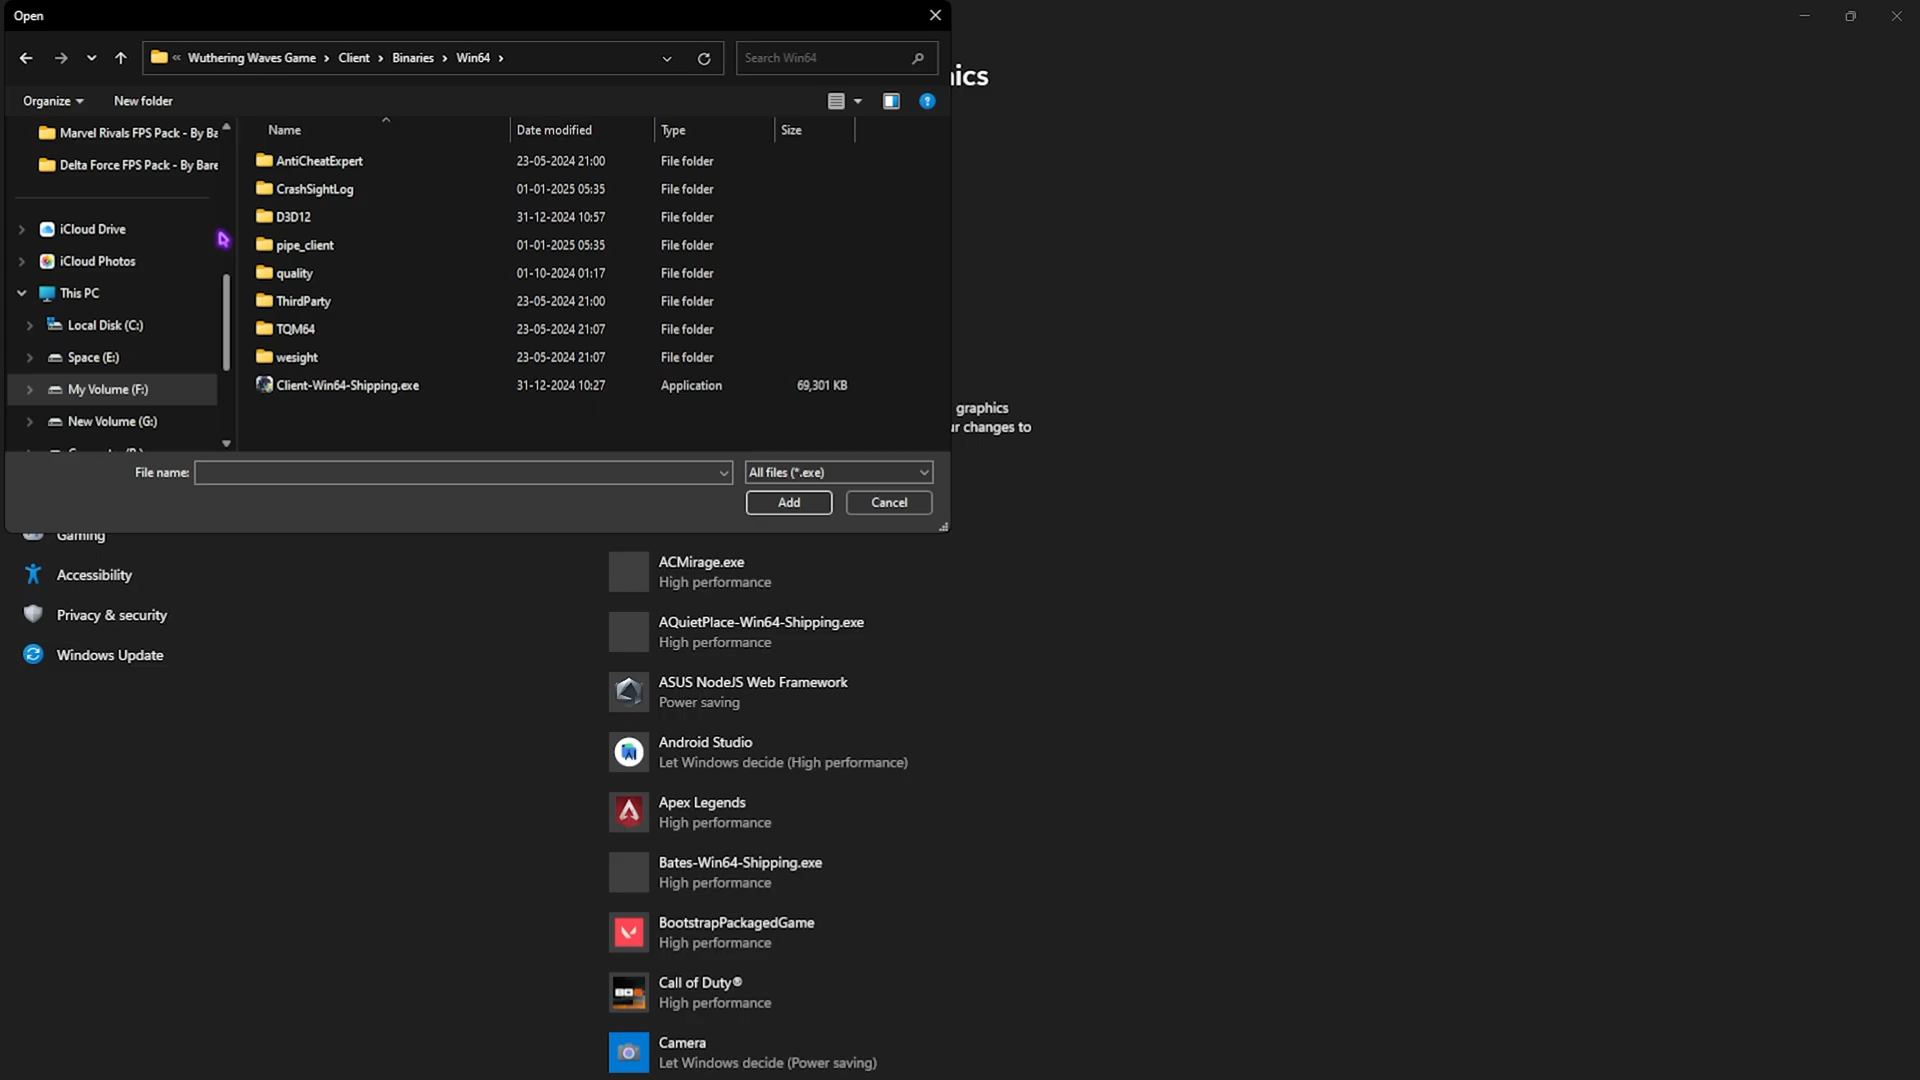 Open
« Wuthering Waves Game › Client › Binaries › Win64 ›
Search Win64
ics
Organize
New folder
Name
Date modified
Type
Size
Marvel Rivals FPS Pack - By Ba
Delta Force FPS Pack - By Bare
iCloud Drive
iCloud Photos
This PC
Local Disk (C:)
Space (E:)
My Volume (F:)
New Volume (G:)
AntiCheatExpert 23-05-2024 21:00 File folder
CrashSightLog 01-01-2025 05:35 File folder
D3D12 31-12-2024 10:57 File folder
pipe_client 01-01-2025 05:35 File folder
quality 01-10-2024 01:17 File folder
ThirdParty 23-05-2024 21:00 File folder
TQM64 23-05-2024 21:07 File folder
wesight 23-05-2024 21:07 File folder
Client-Win64-Shipping.exe 31-12-2024 10:27 Application 69,301 KB
graphics
ur changes to
File name:
All files (*.exe)
Add
Cancel
Gaming
Accessibility
Privacy & security
Windows Update
ACMirage.exe
High performance
AQuietPlace-Win64-Shipping.exe
High performance
ASUS NodeJS Web Framework
Power saving
Android Studio
Let Windows decide (High performance)
Apex Legends
High performance
Bates-Win64-Shipping.exe
High performance
BootstrapPackagedGame
High performance
Call of Duty®
High performance
Camera
Let Windows decide (Power saving)